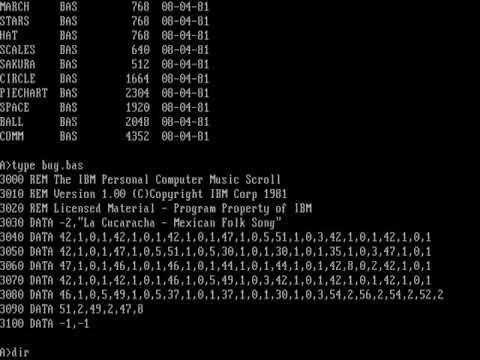 MARCH    BAS       768  08-04-81
STARS    BAS       768  08-04-81
HAT      BAS       768  08-04-81
SCALES   BAS       640  08-04-81
SAKURA   BAS       512  08-04-81
CIRCLE   BAS      1664  08-04-81
PIECHART BAS      2304  08-04-81
SPACE    BAS      1920  08-04-81
BALL     BAS      2048  08-04-81
COMM     BAS      4352  08-04-81
A>type bug.bas
3000 REM The IBM Personal Computer Music Scroll
3010 REM Version 1.00 (C)Copyright IBM Corp 1981
3020 REM Licensed Material - Program Property of IBM
3030 DATA -2,"La Cucaracha - Mexican Folk Song"
3040 DATA 42,1,0,1,42,1,0,1,42,1,0,1,47,1,0,5,51,1,0,3,42,1,0,1,42,1,0,1
3050 DATA 42,1,0,1,47,1,0,5,51,1,0,5,30,1,0,1,30,1,0,1,35,1,0,3,47,1,0,1
3060 DATA 47,1,0,1,46,1,0,1,46,1,0,1,44,1,0,1,44,1,0,1,42,8,0,2,42,1,0,1
3070 DATA 42,1,0,1,42,1,0,1,46,1,0,5,49,1,0,3,42,1,0,1,42,1,0,1,42,1,0,1
3080 DATA 46,1,0,5,49,1,0,5,37,1,0,1,37,1,0,1,30,1,0,3,54,2,56,2,54,2,52,2
3090 DATA 51,2,49,2,47,8
3100 DATA -1,-1
A>dir